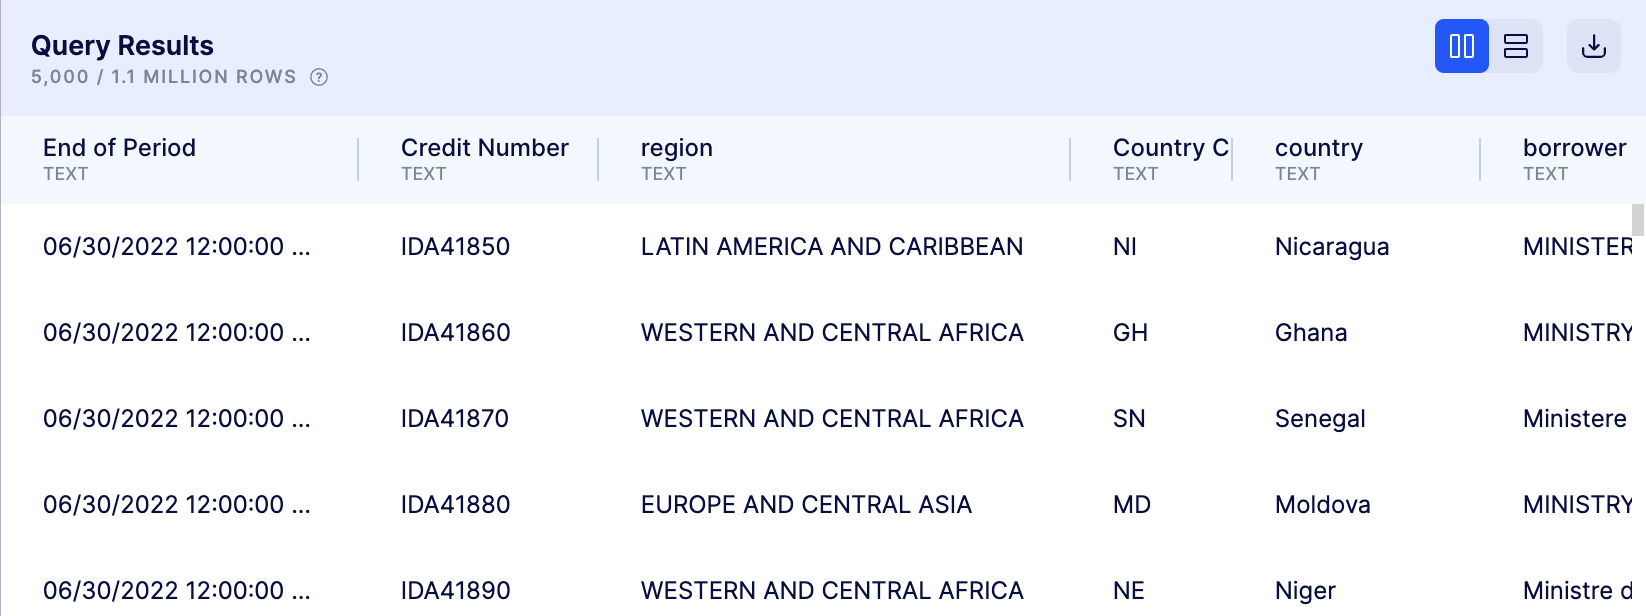 Query Results
5,000 / 1.1 MILLION ROWS ?
End of Period Credit Number region Country C country borrower
TEXT TEXT TEXT TEXT TEXT TEXT
06/30/2022 12:00:00 ... IDA41850 LATIN AMERICA AND CARIBBEAN NI Nicaragua MINISTER
06/30/2022 12:00:00 ... IDA41860 WESTERN AND CENTRAL AFRICA GH Ghana MINISTRY
06/30/2022 12:00:00 ... IDA41870 WESTERN AND CENTRAL AFRICA SN Senegal Ministere
06/30/2022 12:00:00 ... IDA41880 EUROPE AND CENTRAL ASIA MD Moldova MINISTRY
06/30/2022 12:00:00 ... IDA41890 WESTERN AND CENTRAL AFRICA NE Niger Ministre d